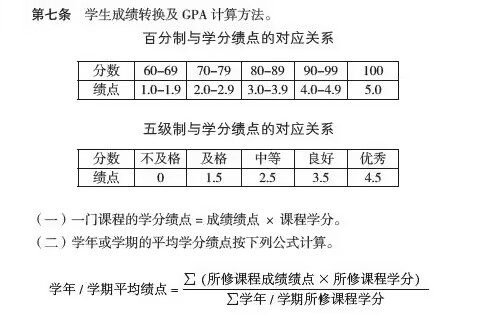 第七条 学生成绩转换及 GPA 计算方法。
百分制与学分绩点的对应关系
分数 60-69 70-79 80-89 90-99 100
绩点 1.0-1.9 2.0-2.9 3.0-3.9 4.0-4.9 5.0
五级制与学分绩点的对应关系
分数 不及格 及格 中等 良好 优秀
绩点 0 1.5 2.5 3.5 4.5
（一）一门课程的学分绩点 = 成绩绩点 × 课程学分。
（二）学年或学期的平均学分绩点按下列公式计算。
∑（所修课程成绩绩点 × 所修课程学分）
学年 / 学期平均绩点 =
∑学年 / 学期所修课程学分